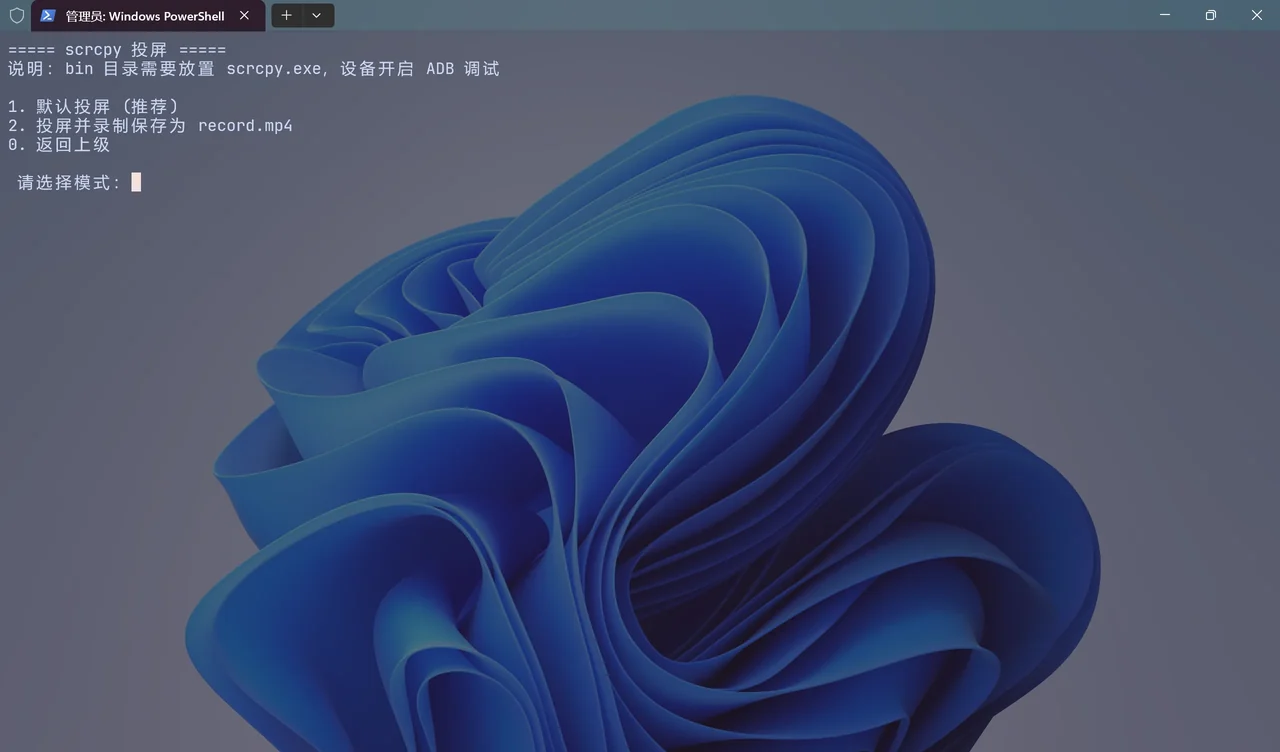 管理员: Windows PowerShell
===== scrcpy 投屏 =====
说明: bin 目录需要放置 scrcpy.exe, 设备开启 ADB 调试
1. 默认投屏 (推荐)
2. 投屏并录制保存为 record.mp4
0. 返回上级
请选择模式: